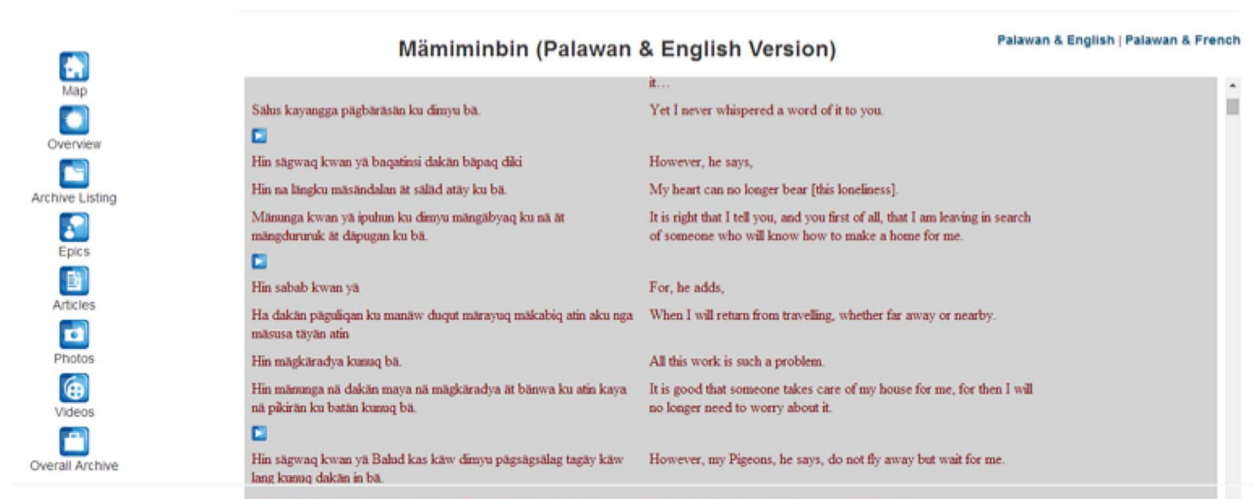 Mämiminbin (Palawan & English Version)
Palawan & English | Palawan & French
Map
Overview
Archive Listing
Epics
Articles
Photos
Videos
Overall Archive
it…
Sälus kayangga pägbäräsän ku dimyu bä.
Yet I never whispered a word of it to you.
Hin sägwaq kwan yä baqatinsi dakän bäpaq diki
However, he says,
Hin na längku mäsändalan ät säläd atäy ku bä.
My heart can no longer bear [this loneliness].
Mänunga kwan yä ipuhun ku dimyu mängäbyaq ku nä ät
mängdururuk ät däpugan ku bä.
It is right that I tell you, and you first of all, that I am leaving in search
of someone who will know how to make a home for me.
Hin sabab kwan yä
For, he adds,
Ha dakän päguliqan ku manäw duqut märayuq mäkabiq atin aku nga
mäsusa täyän atin
When I will return from travelling, whether far away or nearby.
Hin mägkäradya kunuq bä.
All this work is such a problem.
Hin mänunga nä dakän maya nä mägkäradya ät bänwa ku atin kaya
nä pikirän ku batän kunuq bä.
It is good that someone takes care of my house for me, for then I will
no longer need to worry about it.
Hin sägwaq kwan yä Balud kas käw dimyu pägsägsälag tagäy käw
lang kunuq dakän in bä.
However, my Pigeons, he says, do not fly away but wait for me.